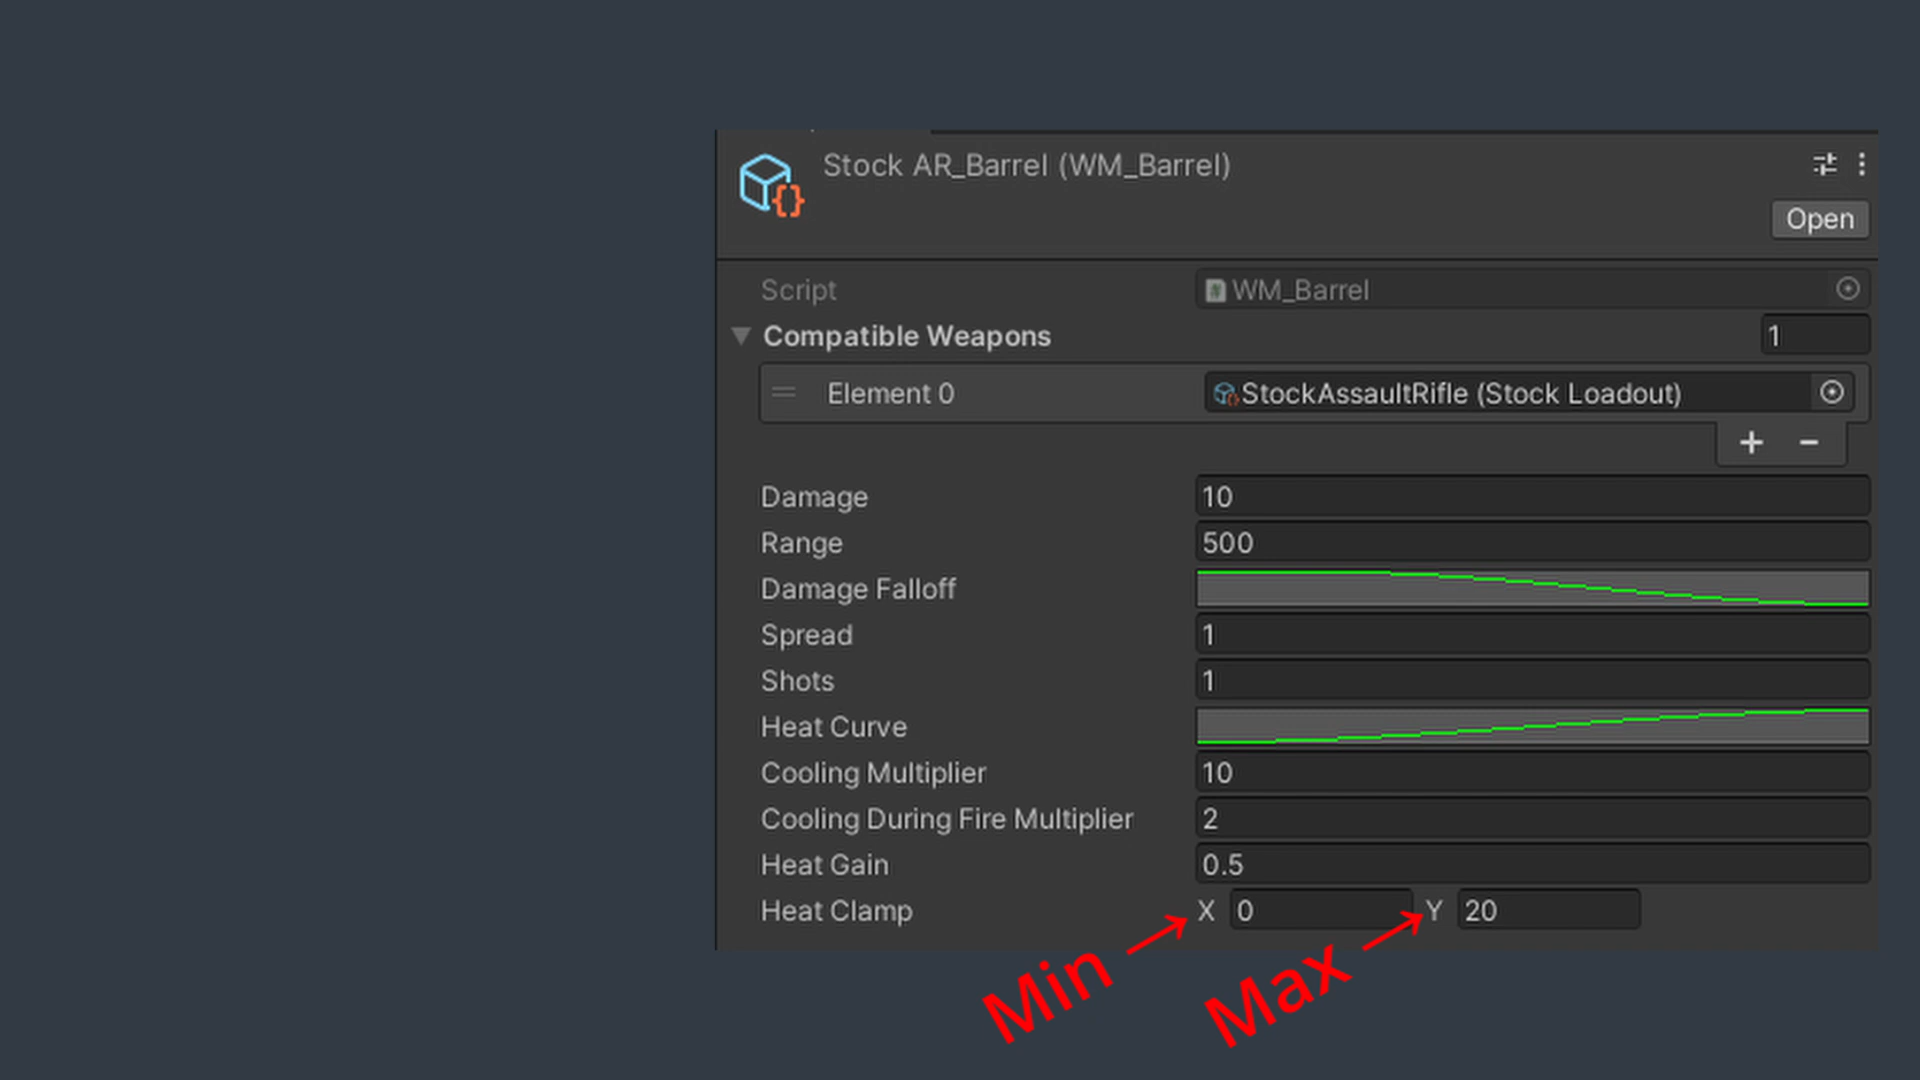 Stock AR_Barrel (WM_Barrel)
Open
Script WM_Barrel
Compatible Weapons 1
Element 0 StockAssaultRifle (Stock Loadout)
+ −
Damage 10
Range 500
Damage Falloff
Spread 1
Shots 1
Heat Curve
Cooling Multiplier 10
Cooling During Fire Multiplier 2
Heat Gain 0.5
Heat Clamp X 0 Y 20
Min → Max →